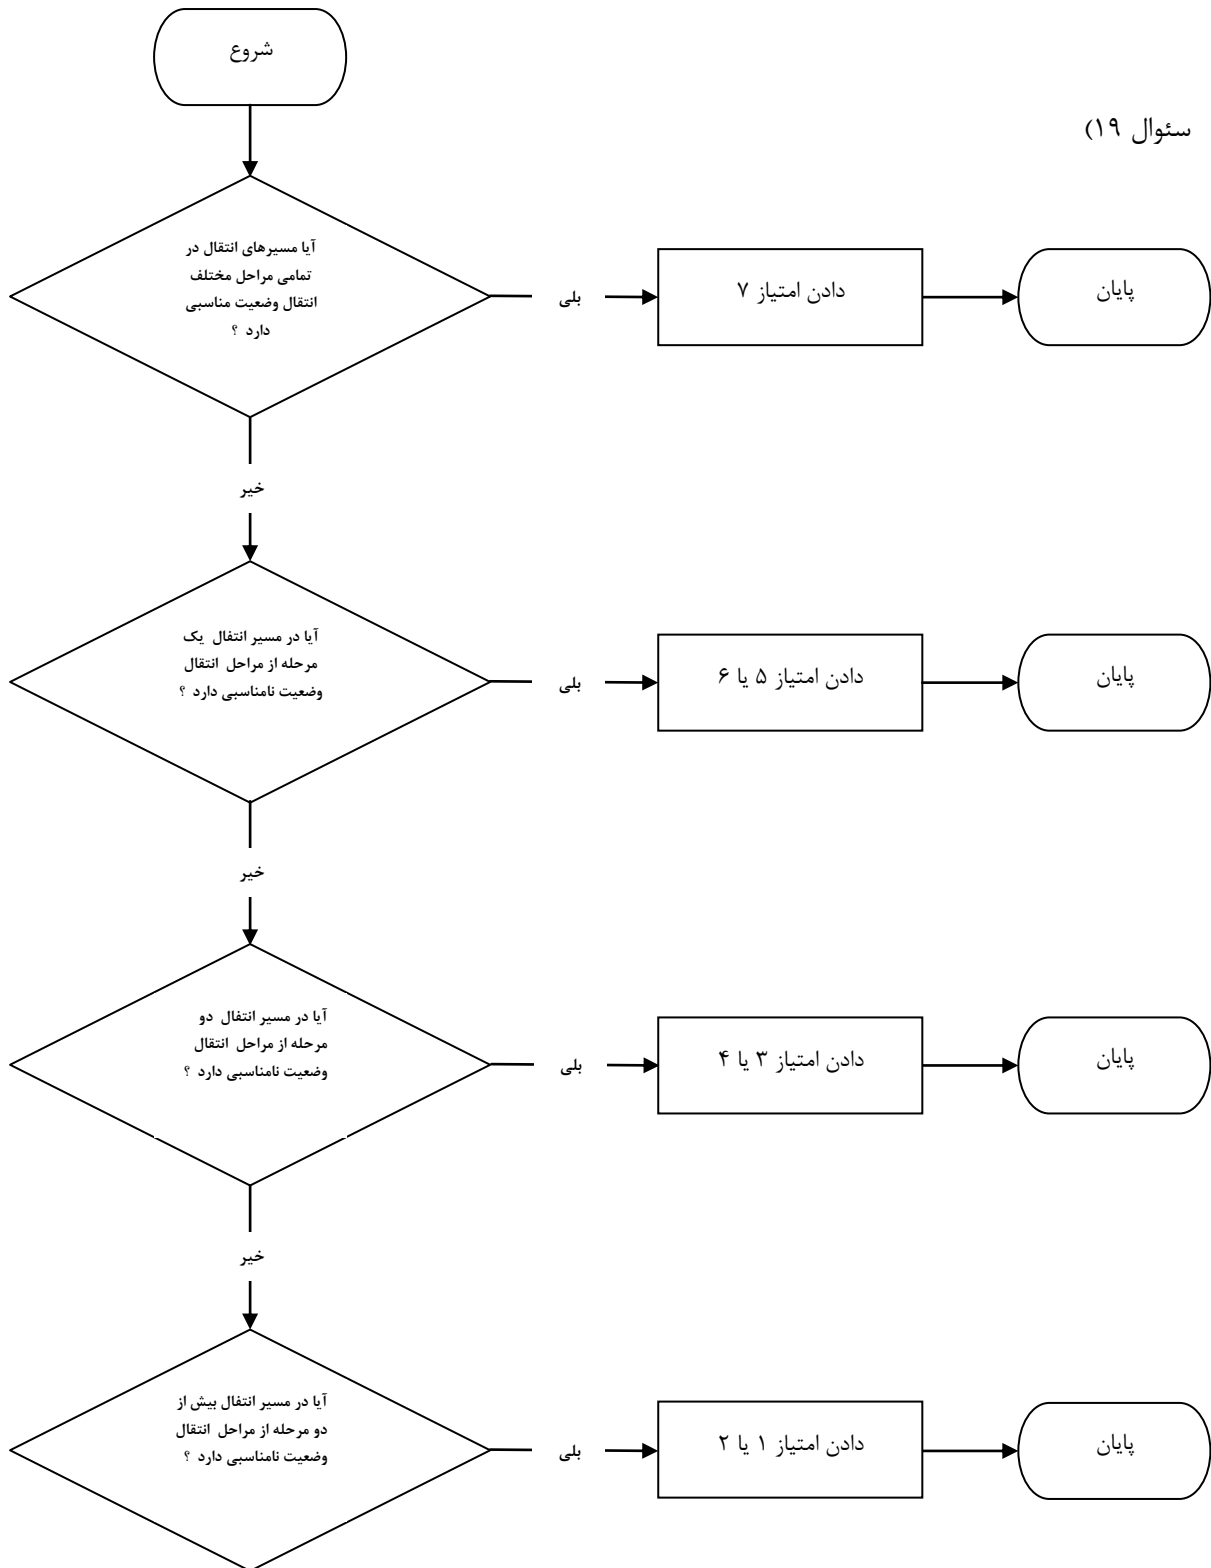 شروع
سئوال ۱۹)
آیا مسیرهای انتقال در
تمامی مراحل مختلف
انتقال وضعیت مناسبی
دارد ؟
بلی
دادن امتیاز ۷
پایان
خیر
آیا در مسیر انتفال یک
مرحله از مراحل انتقال
وضعیت نامناسبی دارد ؟
بلی
دادن امتیاز ۵ یا ۶
پایان
خیر
آیا در مسیر انتفال دو
مرحله از مراحل انتقال
وضعیت نامناسبی دارد ؟
بلی
دادن امتیاز ۳ یا ۴
پایان
خیر
آیا در مسیر انتفال بیش از
دو مرحله از مراحل انتقال
وضعیت نامناسبی دارد ؟
بلی
دادن امتیاز ۱ یا ۲
پایان